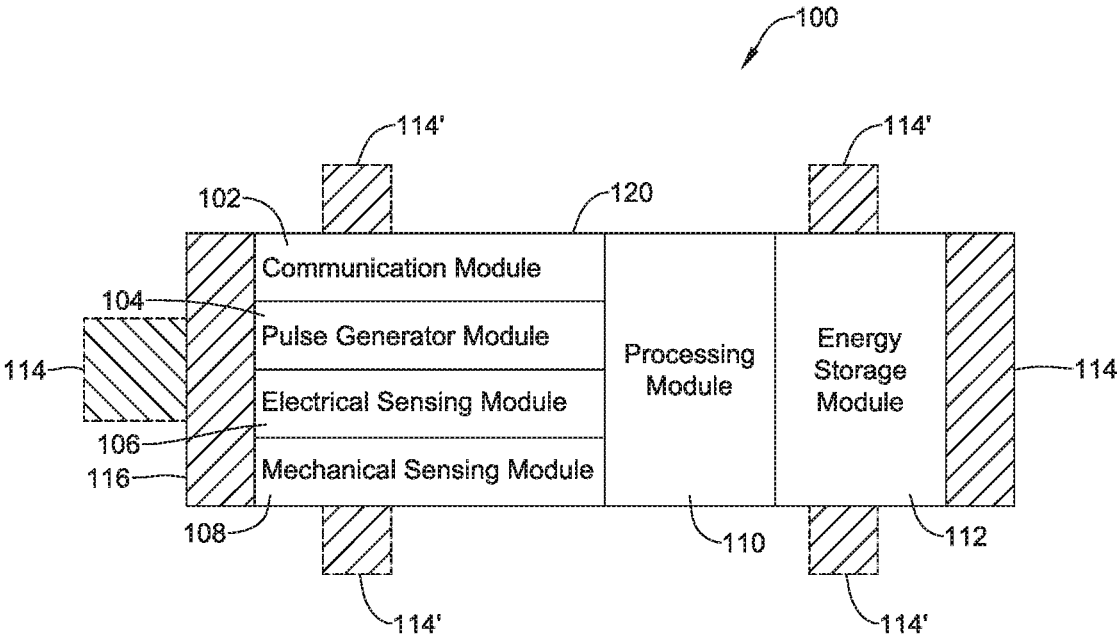 100
114'
114'
102
120
Communication Module
104
Pulse Generator Module
Processing
Module
Energy
Storage
Module
114
114
Electrical Sensing Module
106
116
Mechanical Sensing Module
108
110
112
114'
114'